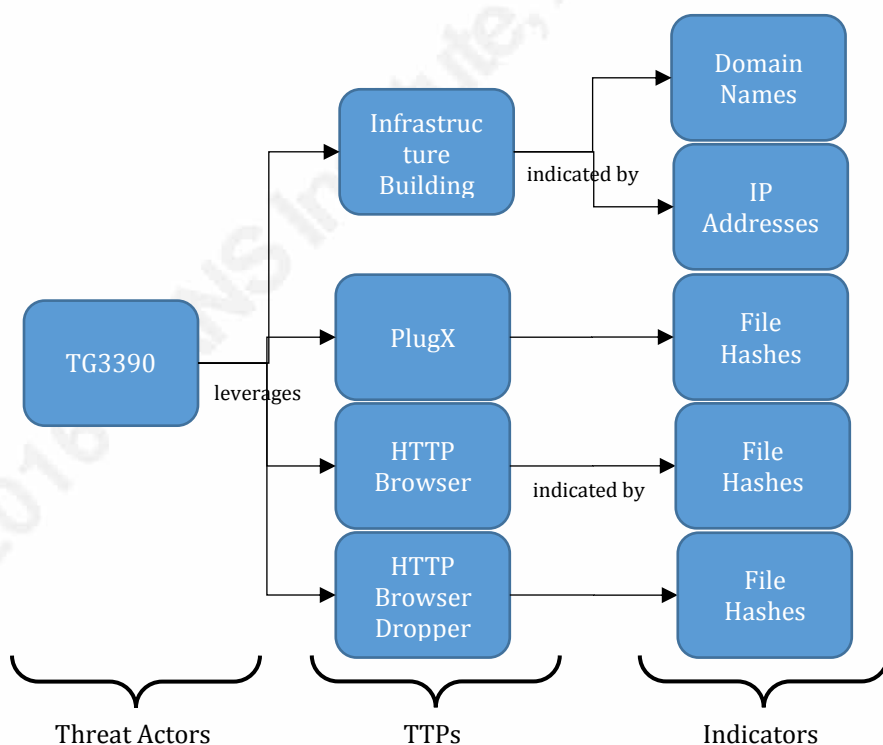 Domain
Names
Infrastruc
ture
Building
indicated by
IP
Addresses
TG3390
leverages
PlugX
File
Hashes
HTTP
Browser
indicated by
File
Hashes
HTTP
Browser
Dropper
File
Hashes
Threat Actors
TTPs
Indicators